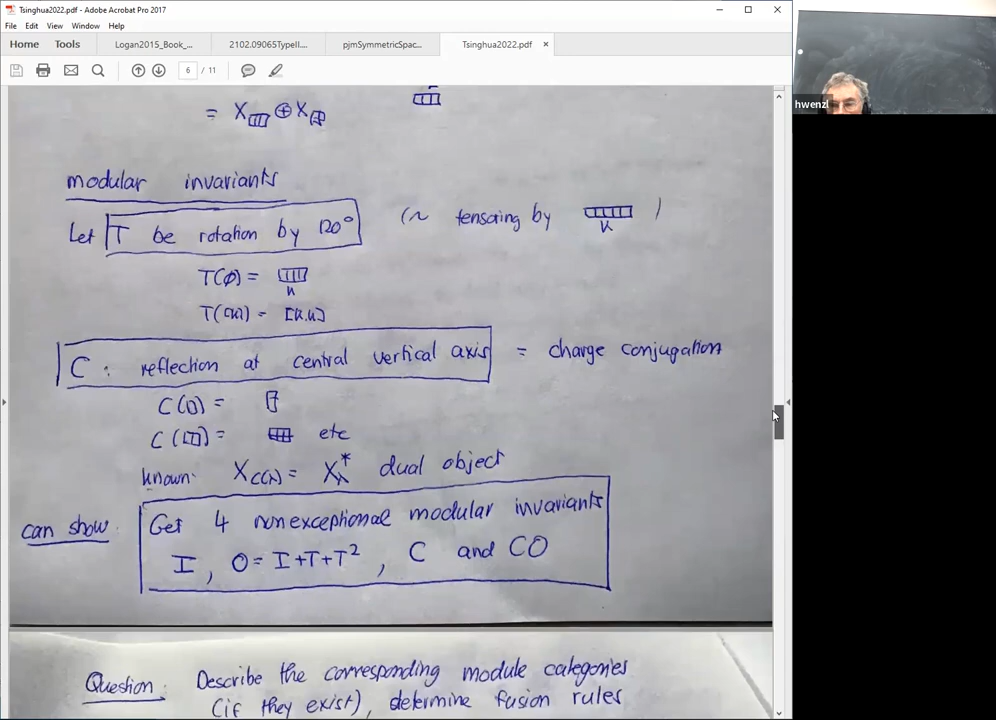 Tsinghua2022.pdf - Adobe Acrobat Pro 2017
File Edit View Window Help
Home Tools Logan2015_Book_... 2102.09065TypeII.... pjmSymmetricSpac... Tsinghua2022.pdf ×
6 / 11
hwenzl
= X ⊕ X
modular invariants
Let T be rotation by 120° (~ tensoring by )
k
T(∅) =
k
T([k]) = [k,k]
C : reflection at central vertical axis = charge conjugation
C(□) =
C( ) = etc
known: X_{C(λ)} = X_λ^* dual object
can show: Get 4 nonexceptional modular invariants
I, O = I+T+T², C and CO
Question: Describe the corresponding module categories
(if they exist), determine fusion rules